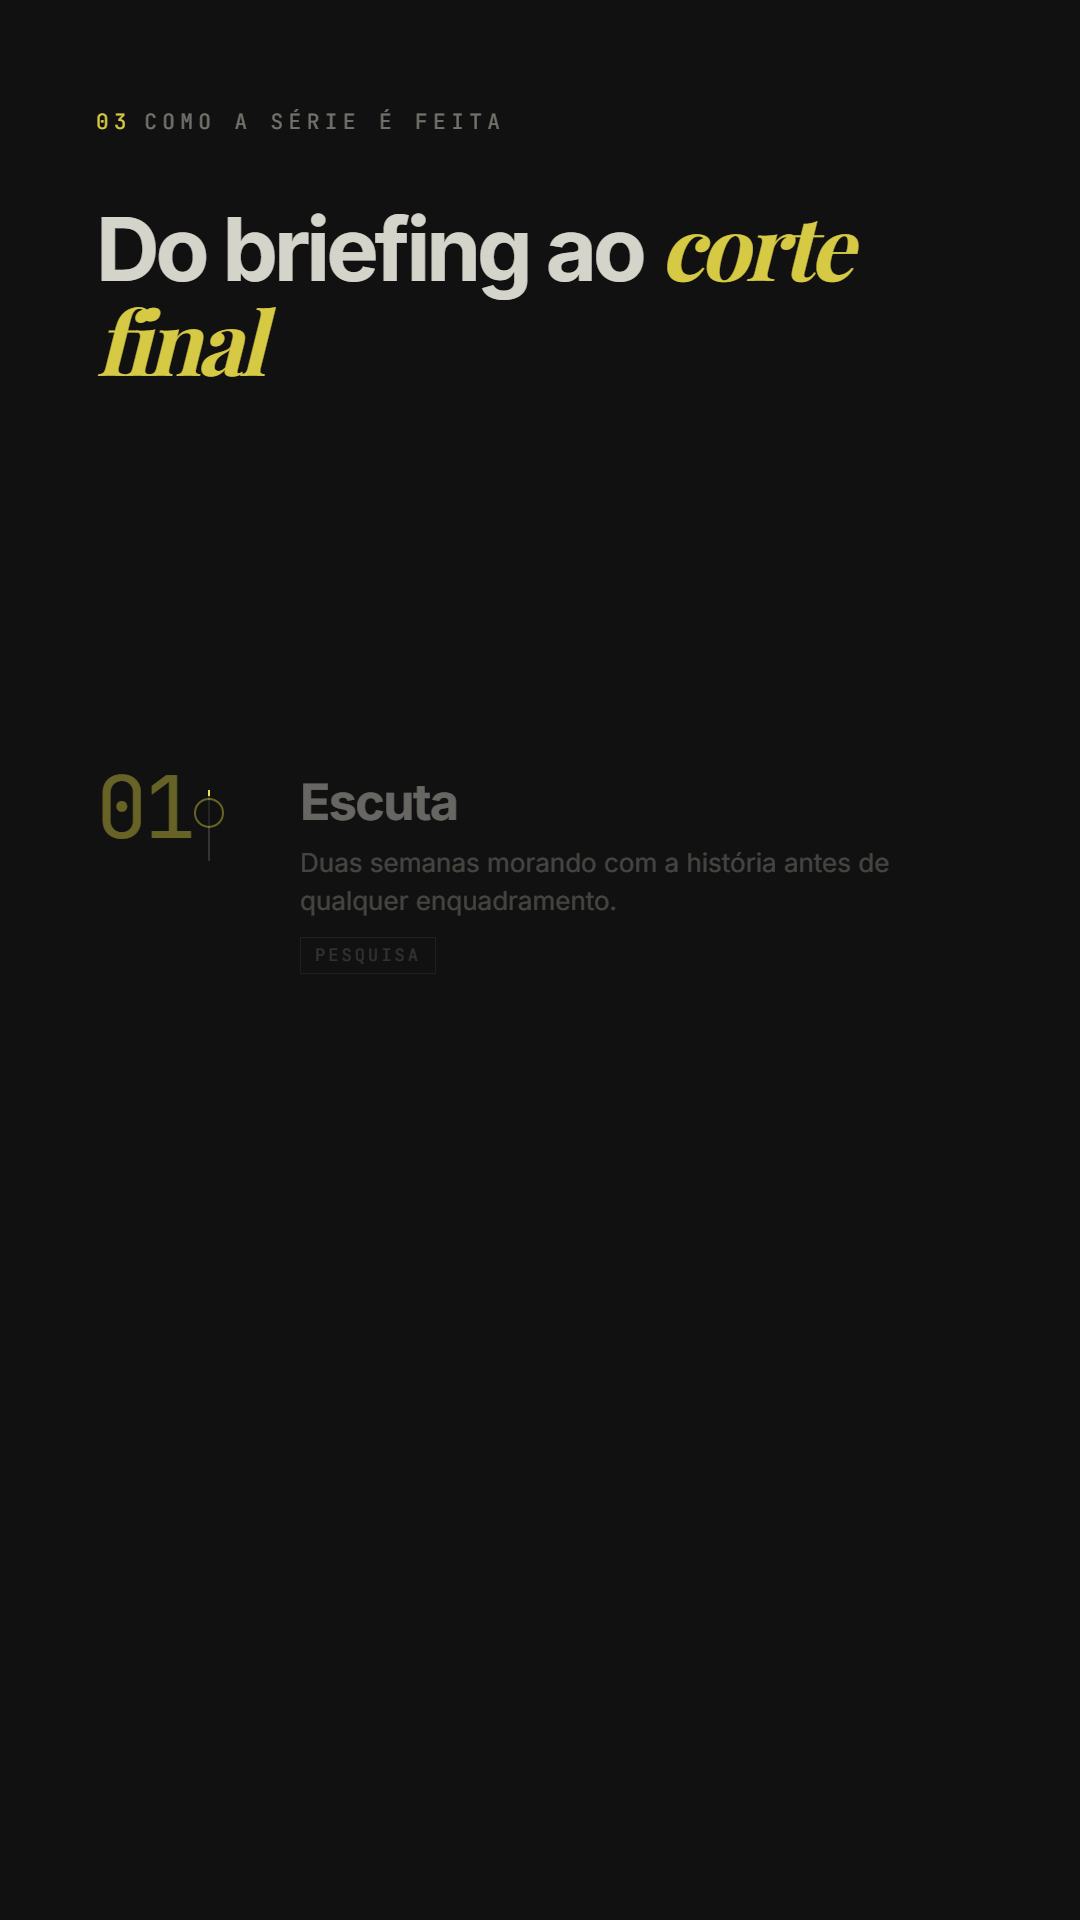 03 COMO A SÉRIE É FEITA
Do briefing ao corte
final
01
Escuta
Duas semanas morando com a história antes de
qualquer enquadramento.
PESQUISA